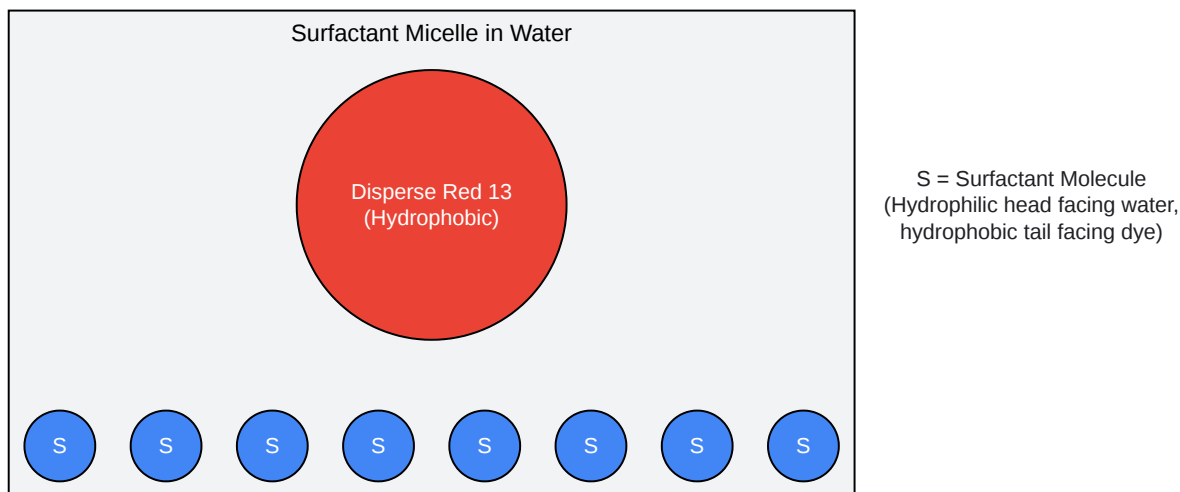 Surfactant Micelle in Water
Disperse Red 13
(Hydrophobic)
S = Surfactant Molecule
(Hydrophilic head facing water,
hydrophobic tail facing dye)
S S S S S S S S